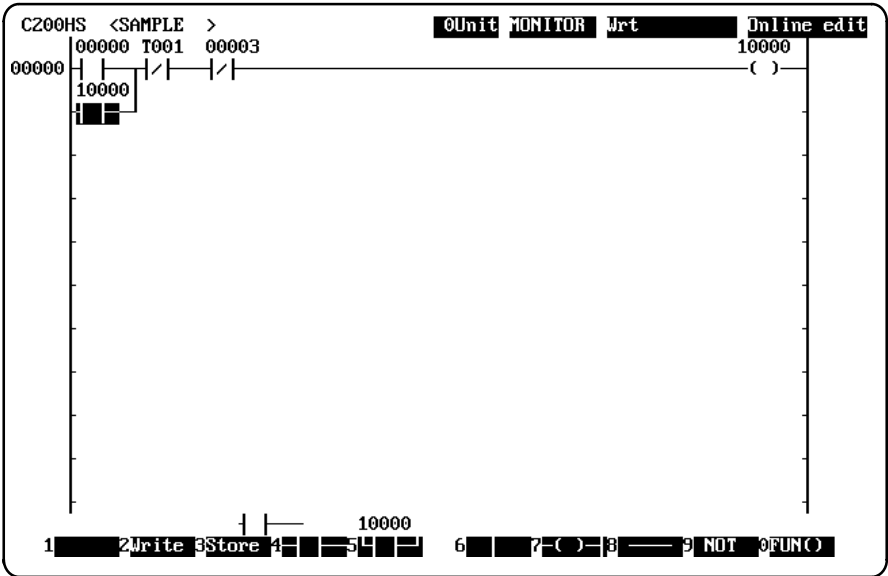 C200HS <SAMPLE > 0Unit MONITOR Wrt Online edit
00000 T001 00003 10000
00000 ( )
10000
10000
1 2Write 3Store 4 5 6 7-( )- 8 9 NOT 0FUN()